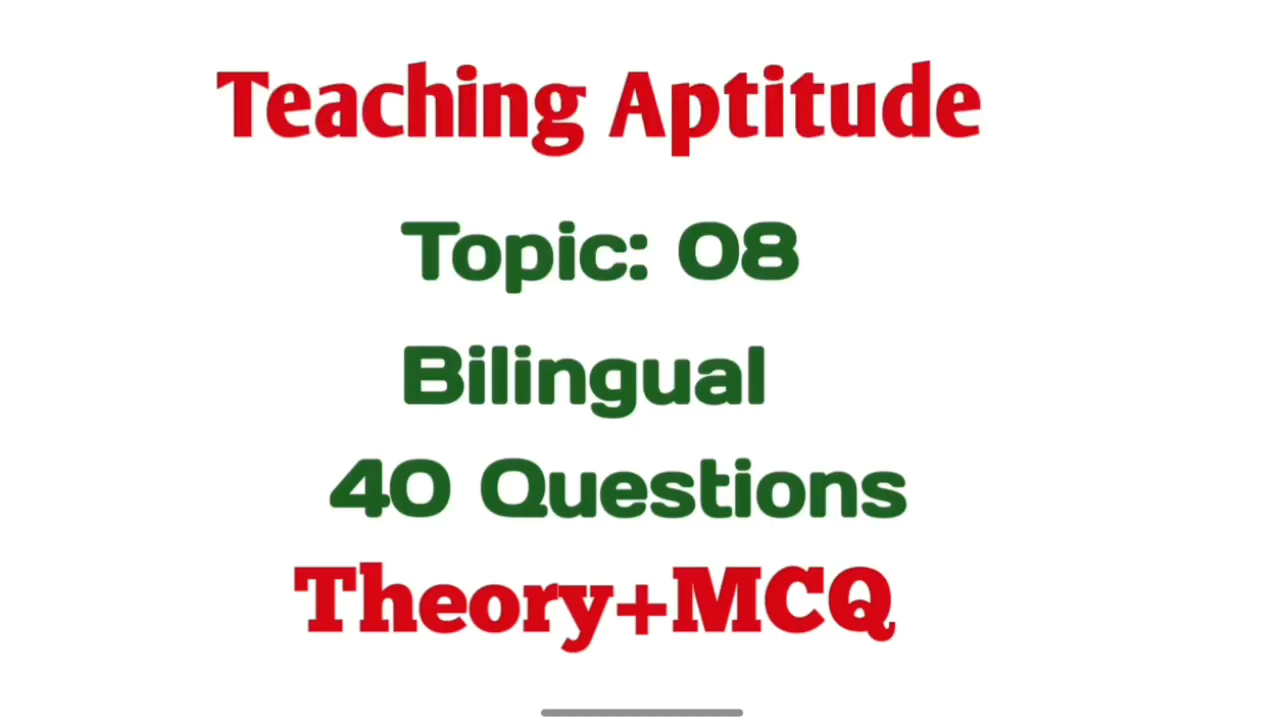 Teaching Aptitude
Topic: 08
Bilingual
40 Questions
Theory+MCQ